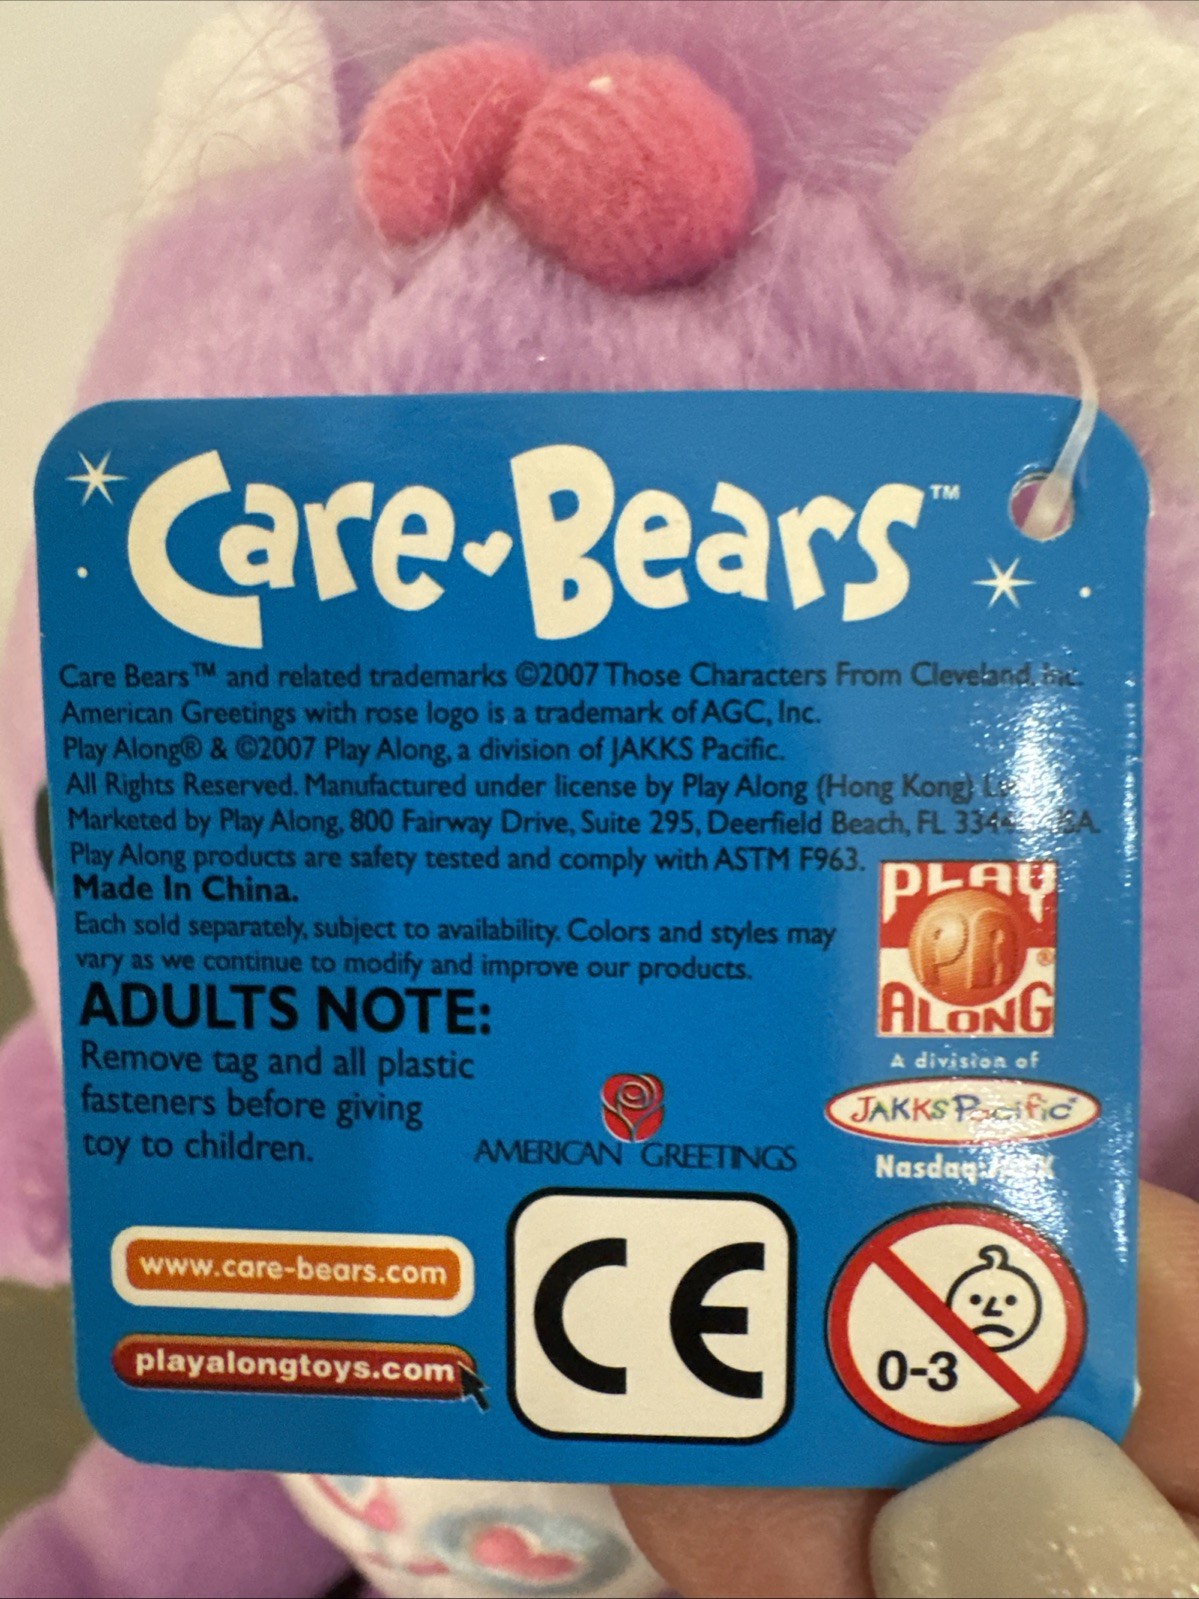 Care Bears™
Care Bears™ and related trademarks ©2007 Those Characters From Cleveland, Inc.
American Greetings with rose logo is a trademark of AGC, Inc.
Play Along® & ©2007 Play Along, a division of JAKKS Pacific.
All Rights Reserved. Manufactured under license by Play Along (Hong Kong)
Marketed by Play Along, 800 Fairway Drive, Suite 295, Deerfield Beach, FL
Play Along products are safety tested and comply with ASTM F963.
Made In China.
Each sold separately, subject to availability. Colors and styles may
vary as we continue to modify and improve our products.
ADULTS NOTE:
Remove tag and all plastic
fasteners before giving
toy to children.
AMERICAN GREETINGS
PLAY
PA
®
ALONG
A division of
JAKKS Pacific
Nasdaq:
www.care-bears.com
playalongtoys.com
CE
0-3